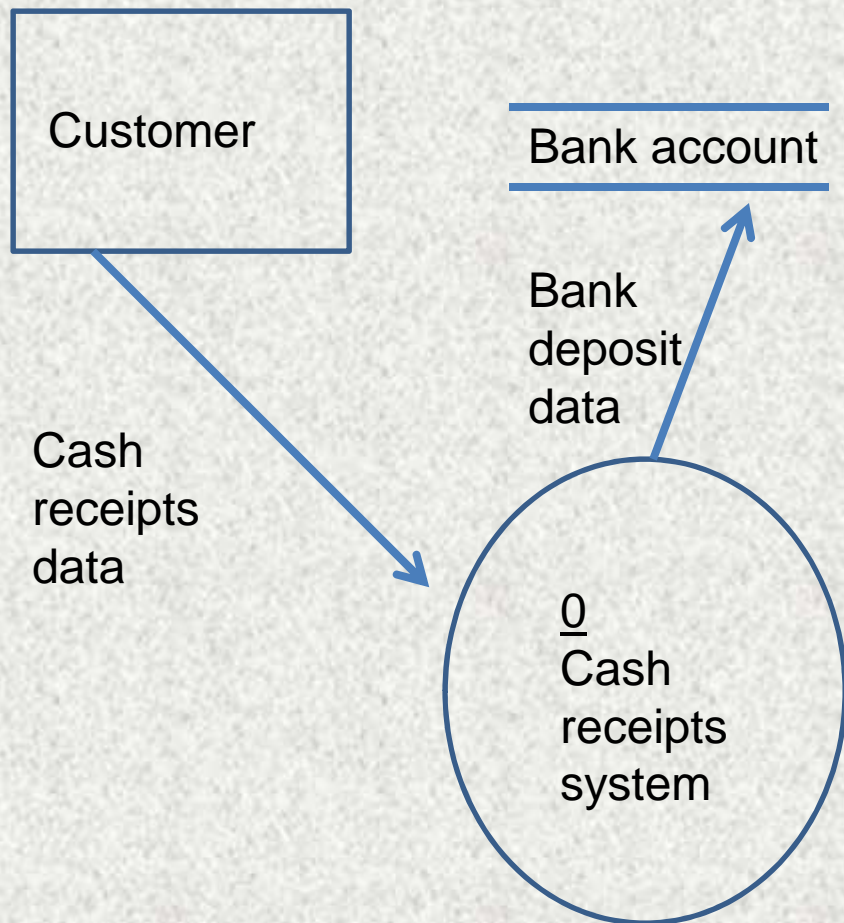 Customer
Bank account
Bank
deposit
data
Cash
receipts
data
0
Cash
receipts
system